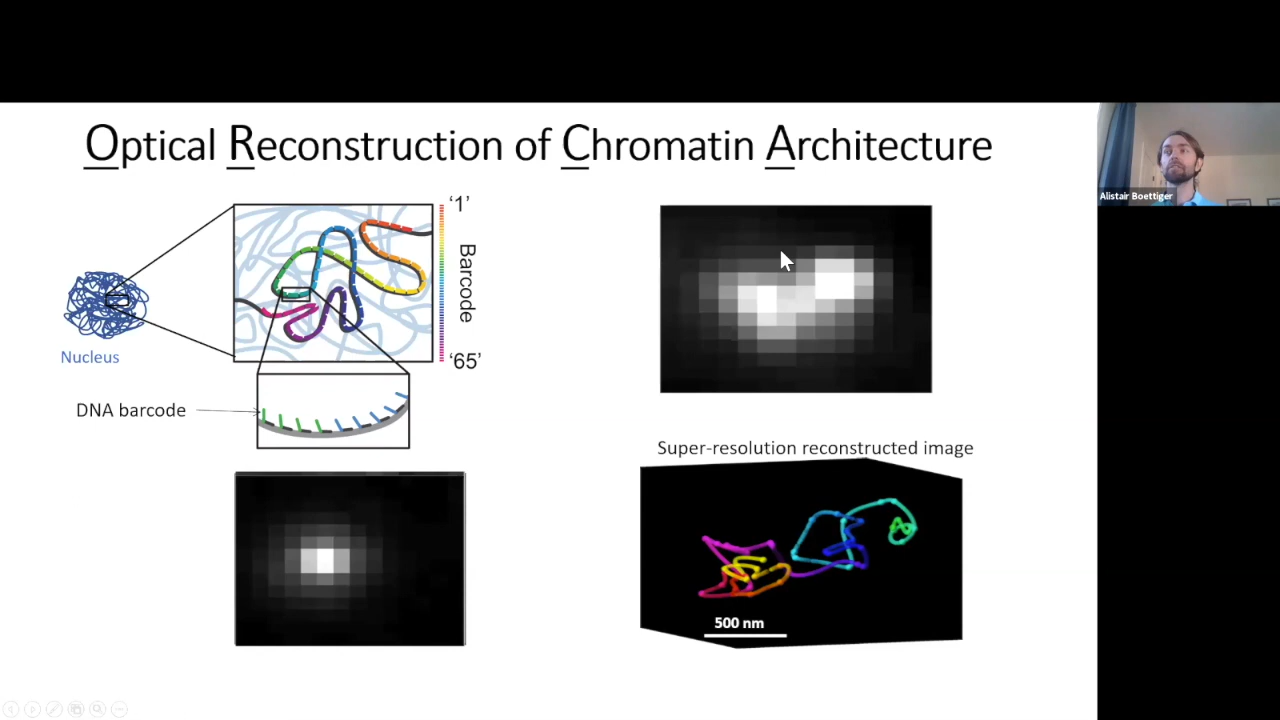 Optical Reconstruction of Chromatin Architecture
Alistair Boettiger
‘1’
Barcode
‘65’
Nucleus
DNA barcode
Super-resolution reconstructed image
500 nm